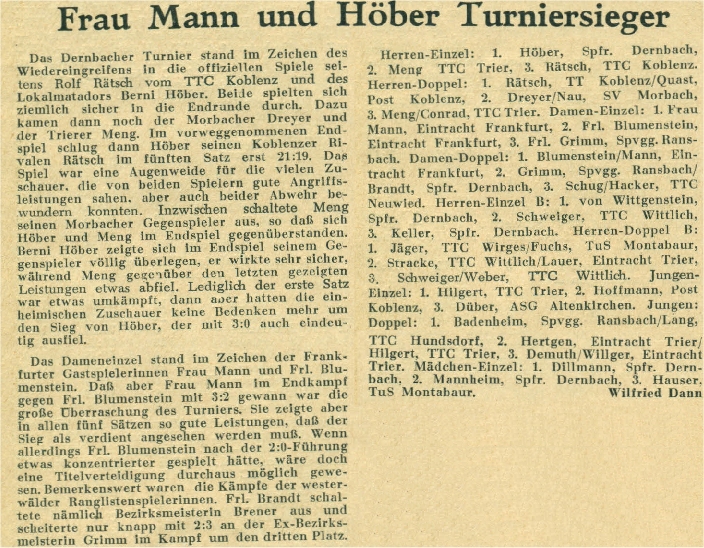 Frau Mann und Höber Turniersieger
Das Dernbacher Turnier stand im Zeichen des
Wiedereingreifens in die offiziellen Spiele sei-
tens Rolf Rätsch vom TTC Koblenz und des
Lokalmatadors Berni Höber. Beide spielten sich
ziemlich sicher in die Endrunde durch. Dazu
kamen dann noch der Morbacher Dreyer und
der Trierer Meng. Im vorweggenommenen End-
spiel schlug dann Höber seinen Koblenzer Ri-
valen Rätsch im fünften Satz erst 21:19. Das
Spiel war eine Augenweide für die vielen Zu-
schauer, die von beiden Spielern gute Angriffs-
leistungen sahen, aber auch beider Abwehr be-
wundern konnten. Inzwischen schaltete Meng
seinen Morbacher Gegenspieler aus, so daß sich
Höber und Meng im Endspiel gegenüberstanden.
Berni Höber zeigte sich im Endspiel seinem Ge-
genspieler völlig überlegen, er wirkte sehr sicher,
während Meng gegenüber den letzten gezeigten
Leistungen etwas abfiel. Lediglich der erste Satz
war etwas umkämpft, dann aber hatten die ein-
heimischen Zuschauer keine Bedenken mehr um
den Sieg von Höber, der mit 3:0 auch eindeu-
tig ausfiel.
Das Dameneinzel stand im Zeichen der Frank-
furter Gastspielerinnen Frau Mann und Frl. Blu-
menstein. Daß aber Frau Mann im Endkampf
gegen Frl. Blumenstein mit 3:2 gewann war die
große Überraschung des Turniers. Sie zeigte aber
in allen fünf Sätzen so gute Leistungen, daß der
Sieg als verdient angesehen werden muß. Wenn
allerdings Frl. Blumenstein nach der 2:0-Führung
etwas konzentrierter gespielt hätte, wäre doch
eine Titelverteidigung durchaus möglich gewe-
sen. Bemerkenswert waren die Kämpfe der wester-
wälder Ranglistenspielerinnen. Frl. Brandt schal-
tete nämlich Bezirksmeistin Brener aus und
scheiterte nur knapp mit 2:3 an der Ex-Bezirks-
meisterin Grimm im Kampf um den dritten Platz.
Herren-Einzel: 1. Höber, Spfr. Dernbach,
2. Meng TTC Trier, 3. Rätsch, TTC Koblenz.
Herren-Doppel: 1. Rätsch, TT Koblenz/Quast,
Post Koblenz, 2. Dreyer/Nau, SV Morbach,
3. Meng/Conrad, TTC Trier. Damen-Einzel: 1. Frau
Mann, Eintracht Frankfurt, 2. Frl. Blumenstein,
Eintracht Frankfurt, 3. Frl. Grimm, Spvgg. Rans-
bach. Damen-Doppel: 1. Blumenstein/Mann, Ein-
tracht Frankfurt, 2. Grimm, Spvgg. Ransbach/
Brandt, Spfr. Dernbach, 3. Schug/Hacker, TTC
Neuwied. Herren-Einzel B: 1. von Wittgenstein,
Spfr. Dernbach, 2. Schweiger, TTC Wittlich,
3. Keller, Spfr. Dernbach. Herren-Doppel B:
1. Jäger, TTC Wirges/Fuchs, TuS Montabaur,
2. Stracke, TTC Wittlich/Lauer, Eintracht Trier,
3. Schweiger/Weber, TTC Wittlich. Jungen-
Einzel: 1. Hilgert, TTC Trier, 2. Hoffmann, Post
Koblenz, 3. Düber, ASG Altenkirchen. Jungen:
Doppel: 1. Badenheim, Spvgg. Ransbach/Lang,
TTC Hundsdorf, 2. Hertgen, Eintracht Trier/
Hilgert, TTC Trier, 3. Demuth/Willger, Eintracht
Trier. Mädchen-Einzel: 1. Dillmann, Spfr. Dern-
bach, 2. Mannheim, Spfr. Dernbach, 3. Hauser,
TuS Montabaur. Wilfried Dann